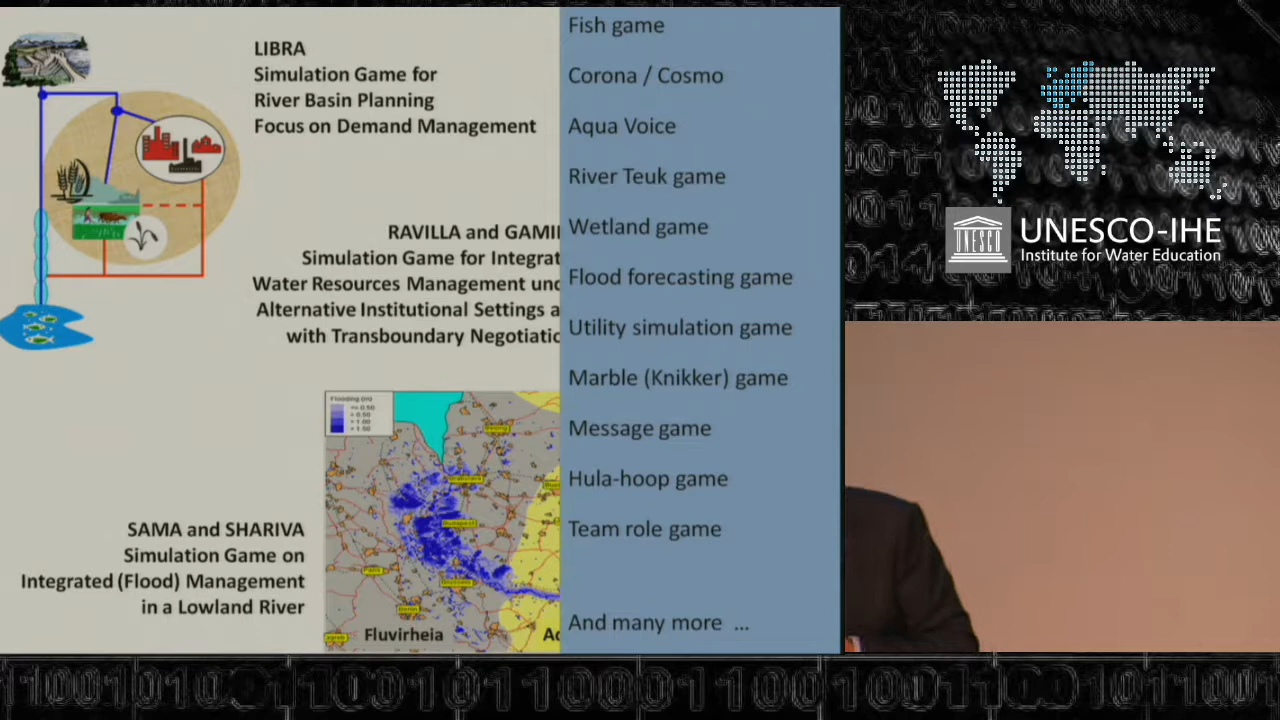 LIBRA
Simulation Game for
River Basin Planning
Focus on Demand Management
RAVILLA and GAMI
Simulation Game for Integrat
Water Resources Management und
Alternative Institutional Settings a
with Transboundary Negotiatio
SAMA and SHARIVA
Simulation Game on
Integrated (Flood) Management
in a Lowland River
Flooding (m)
Fluvirheia
Ac
Fish game
Corona / Cosmo
Aqua Voice
River Teuk game
Wetland game
Flood forecasting game
Utility simulation game
Marble (Knikker) game
Message game
Hula-hoop game
Team role game
And many more ...
UNESCO
UNESCO-IHE
Institute for Water Education